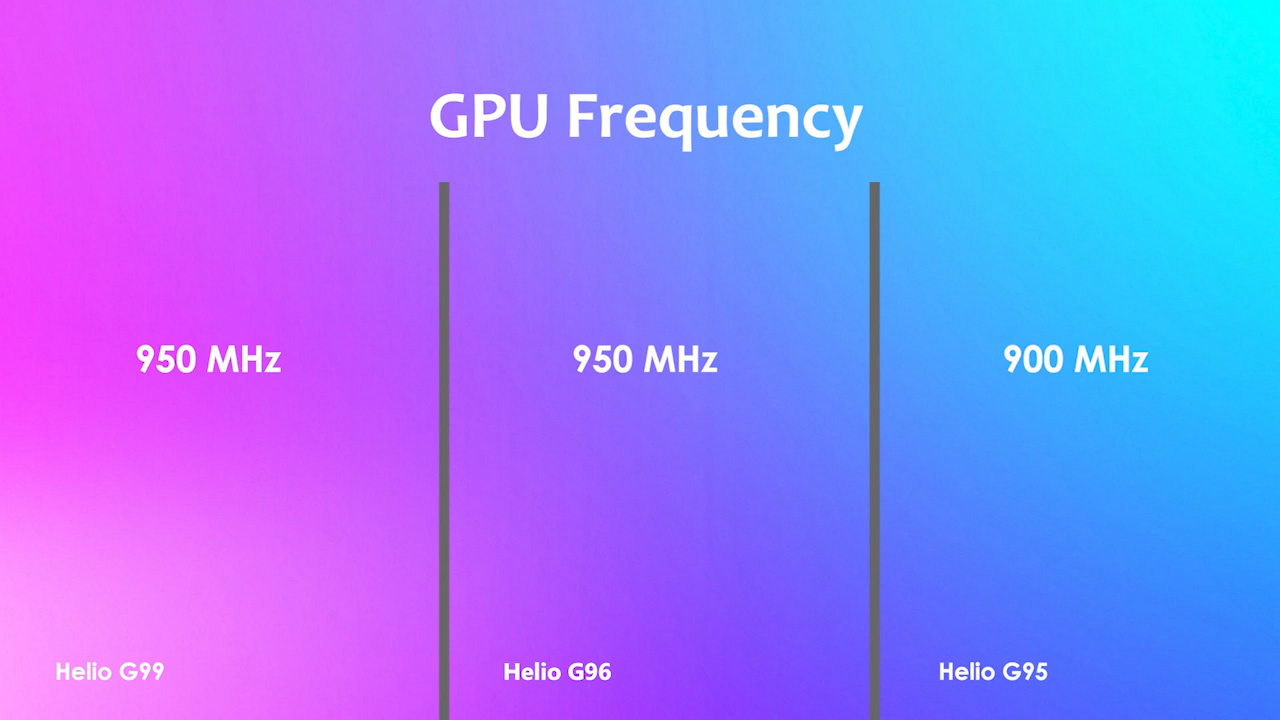 GPU Frequency
950 MHz
950 MHz
900 MHz
Helio G99
Helio G96
Helio G95